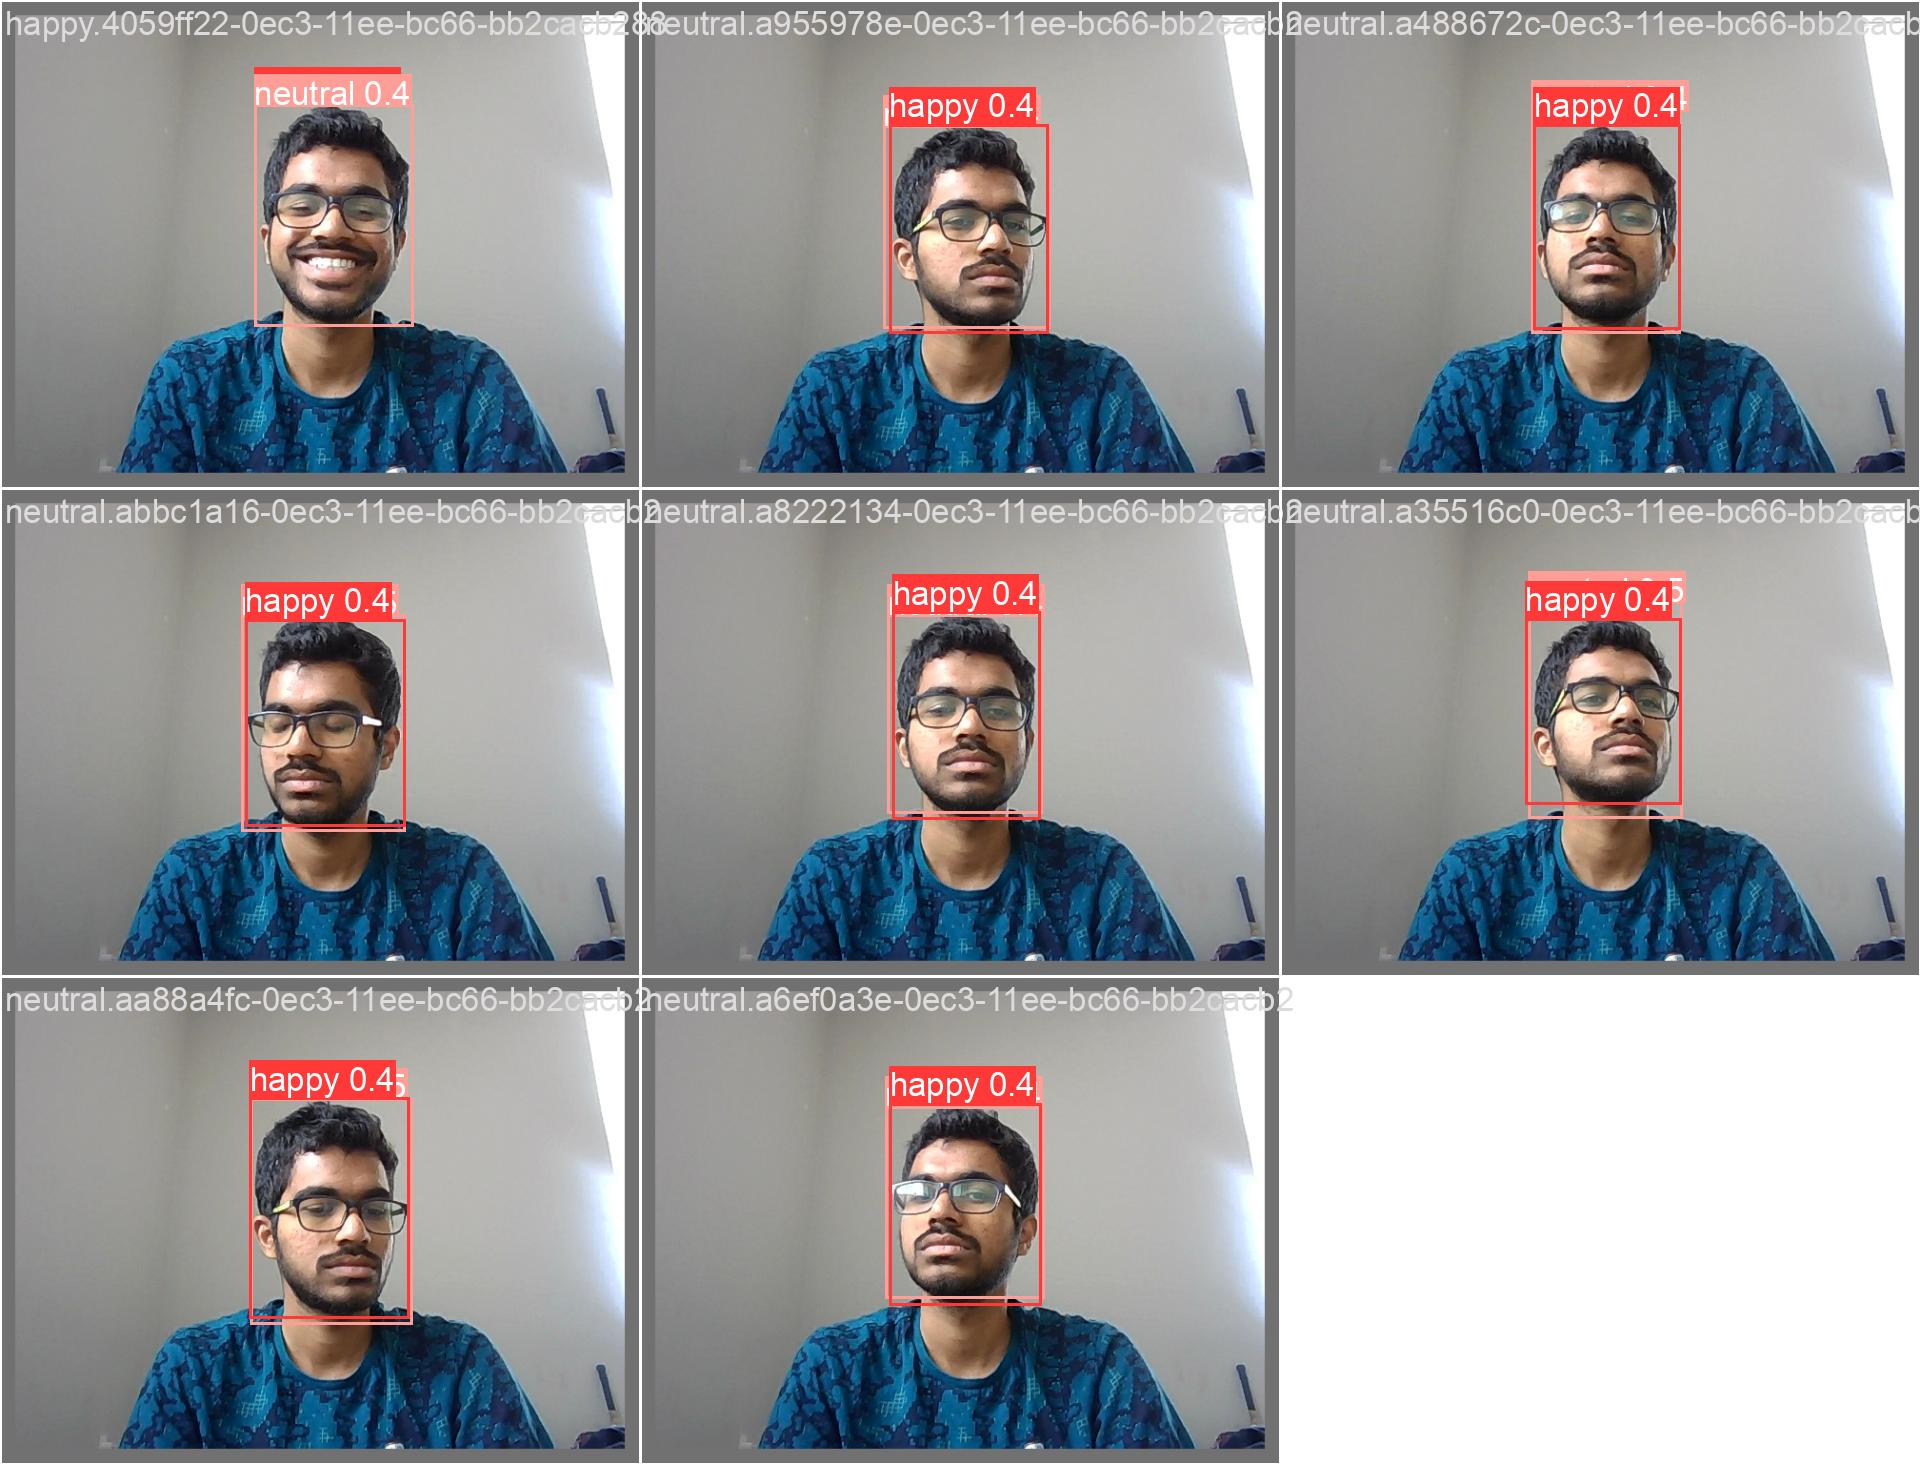 happy.4059ff22-0ec3-11ee-bc66-bb2cacb288
neutral.a955978e-0ec3-11ee-bc66-bb2cacb2
neutral.a488672c-0ec3-11ee-bc66-bb2cacb
neutral 0.4
happy 0.4
happy 0.4
neutral.abbc1a16-0ec3-11ee-bc66-bb2cacb2
neutral.a8222134-0ec3-11ee-bc66-bb2cacb2
neutral.a35516c0-0ec3-11ee-bc66-bb2cacb
happy 0.4
happy 0.4
happy 0.4
neutral.aa88a4fc-0ec3-11ee-bc66-bb2cacb2
neutral.a6ef0a3e-0ec3-11ee-bc66-bb2cacb2
happy 0.4
happy 0.4